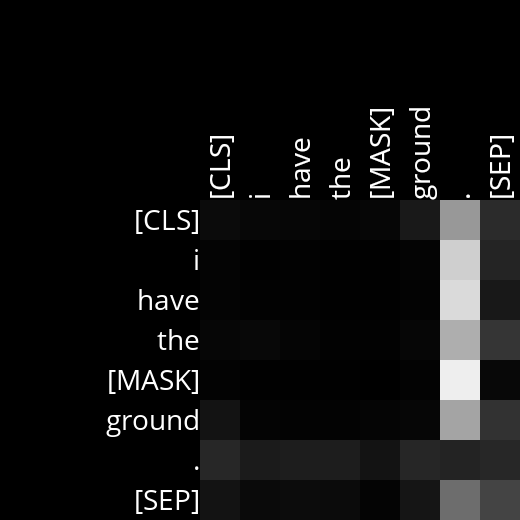 [CLS] i have the [MASK] ground . [SEP]
[CLS]
i
have
the
[MASK]
ground
.
[SEP]